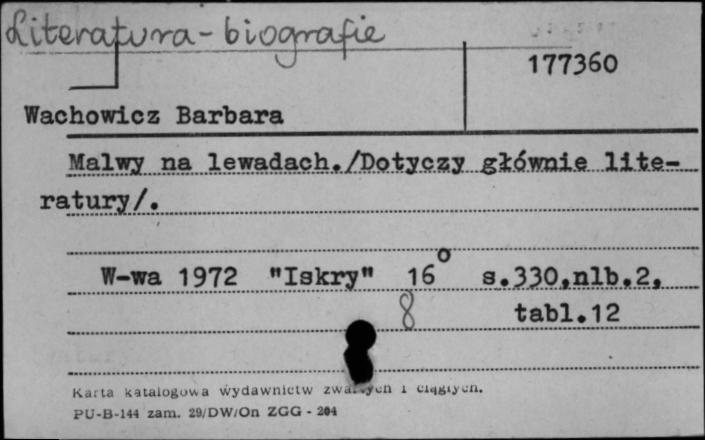 Literatura - biografie
177360
Wachowicz Barbara
Malwy na lewadach./Dotyczy głównie lite-
ratury/.
W-wa 1972 "Iskry" 16° s.330,nlb.2,
8 tabl.12
Karta katalogowa wydawnictw zwartych i ciągłych.
PU-B-144 zam. 29/DW/On ZGG - 204